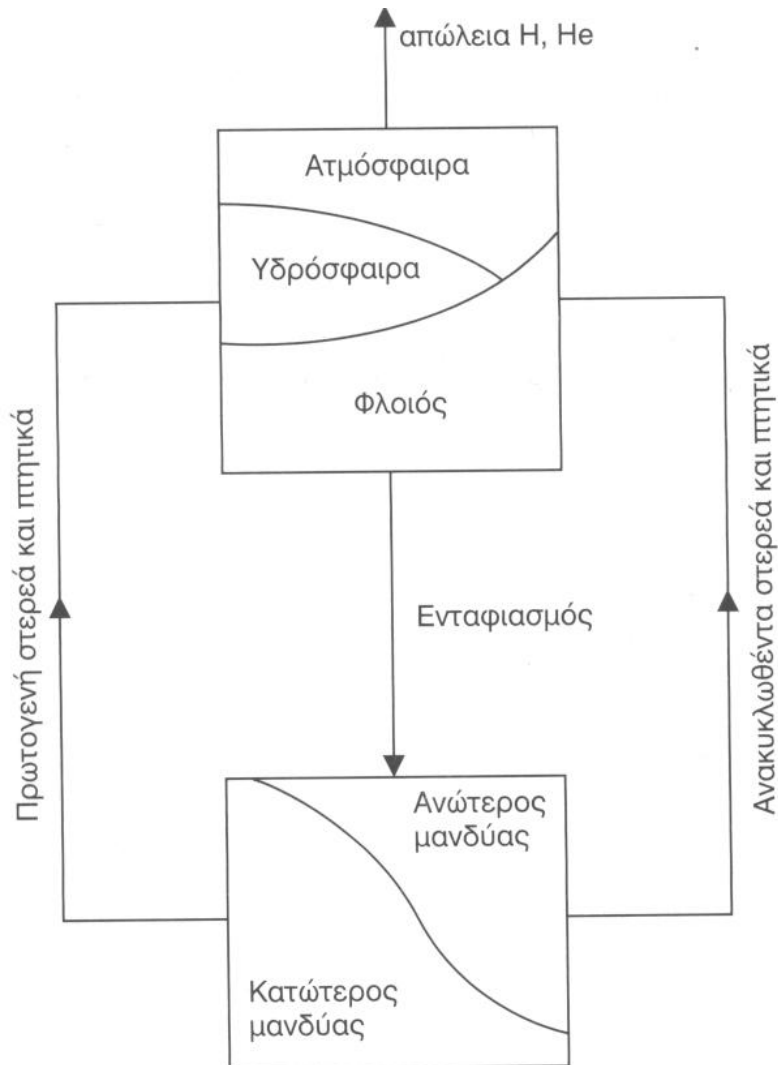 απώλεια H, He
Ατμόσφαιρα
Υδρόσφαιρα
Φλοιός
Πρωτογενή στερεά και πτητικά
Ενταφιασμός
Ανακυκλωθέντα στερεά και πτητικά
Ανώτερος
μανδύας
Κατώτερος
μανδύας